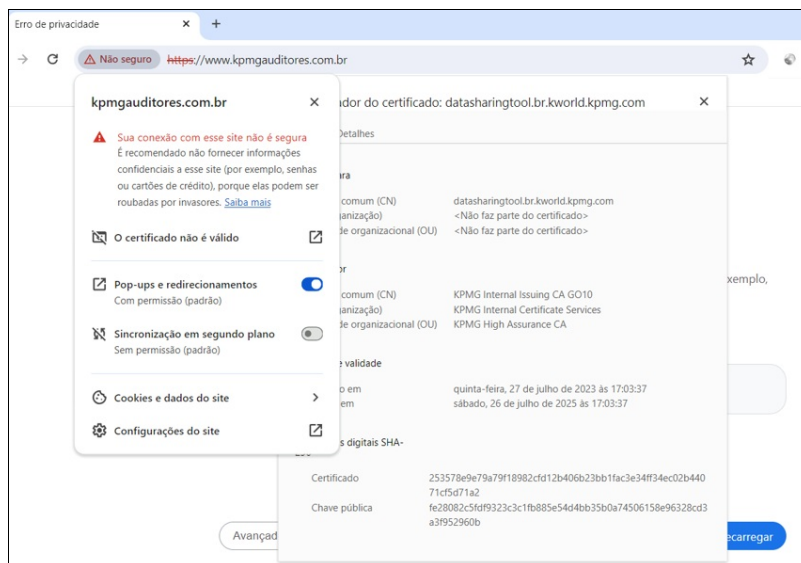 Erro de privacidade
Não seguro https://www.kpmgauditores.com.br
kpmgauditores.com.br
Sua conexão com esse site não é segura
É recomendado não fornecer informações
confidenciais a esse site (por exemplo, senhas
ou cartões de crédito), porque elas podem ser
roubadas por invasores. Saiba mais
O certificado não é válido
Pop-ups e redirecionamentos
Com permissão (padrão)
Sincronização em segundo plano
Sem permissão (padrão)
Cookies e dados do site
Configurações do site
ador do certificado: datasharingtool.br.kworld.kpmg.com
Detalhes
ara
comum (CN) datasharingtool.br.kworld.kpmg.com
janização) <Não faz parte do certificado>
de organizacional (OU) <Não faz parte do certificado>
or
comum (CN) KPMG Internal Issuing CA GO10
janização) KPMG Internal Certificate Services
de organizacional (OU) KPMG High Assurance CA
e validade
o em quinta-feira, 27 de julho de 2023 às 17:03:37
em sábado, 26 de julho de 2025 às 17:03:37
s digitais SHA-
Certificado 253578e9e79a79f18982cfd12b406b23bb1fac3e34ff34ec02b440
71cf5d71a2
Chave pública fe28082c5fdf9323c3c1fb885e54d4bb35b0a74506158e96328cd3
a3f952960b
xemplo,
Avançad
ecarregar